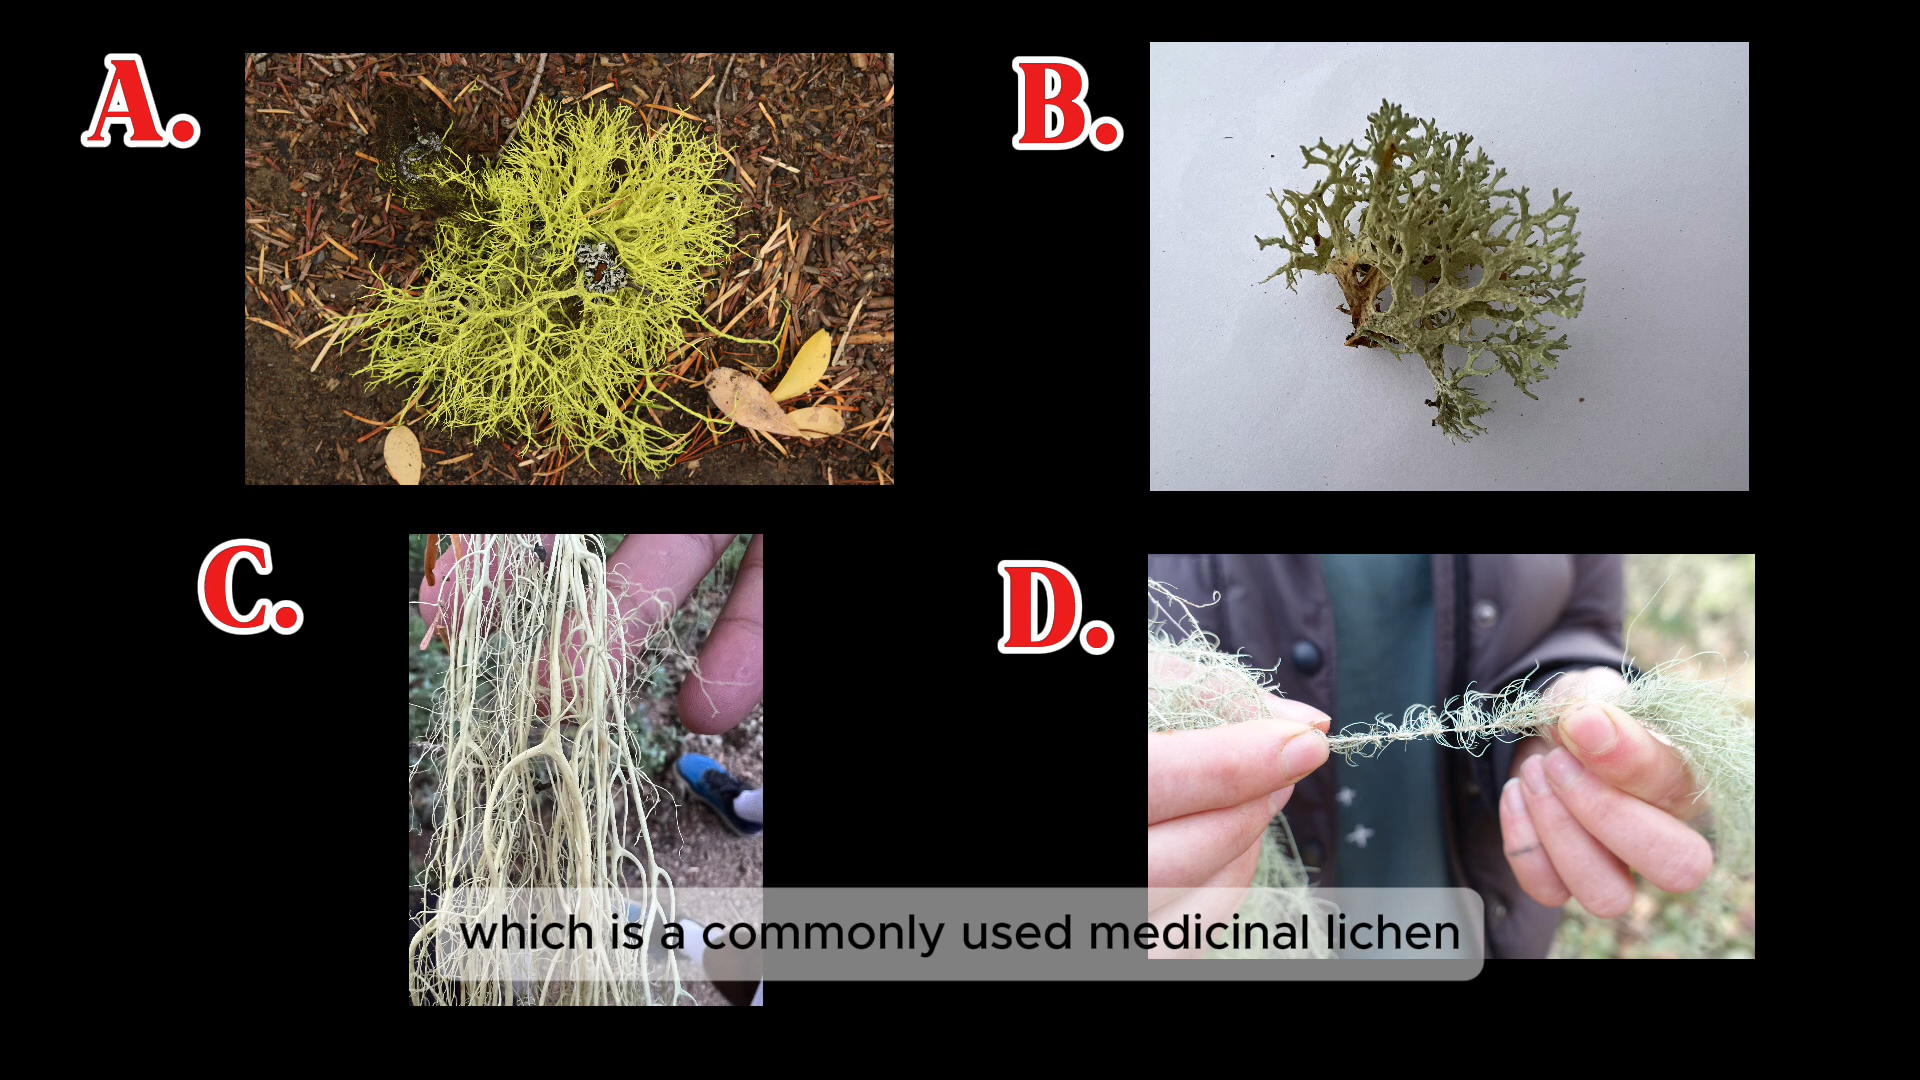 A.
B.
C.
D.
which is a commonly used medicinal lichen